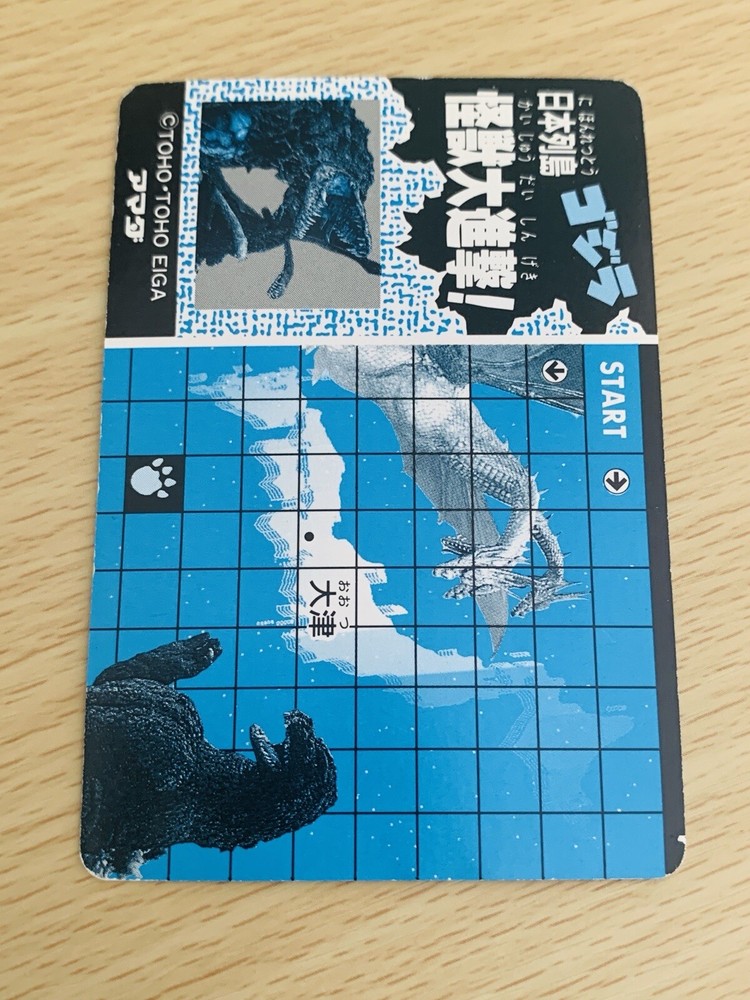 ゴジラ
にほんれっとう
日本列島
かいじゅうだいしんげき
怪獣大進撃!
©TOHO・TOHO EIGA
アマダ
START
おおつ
大津